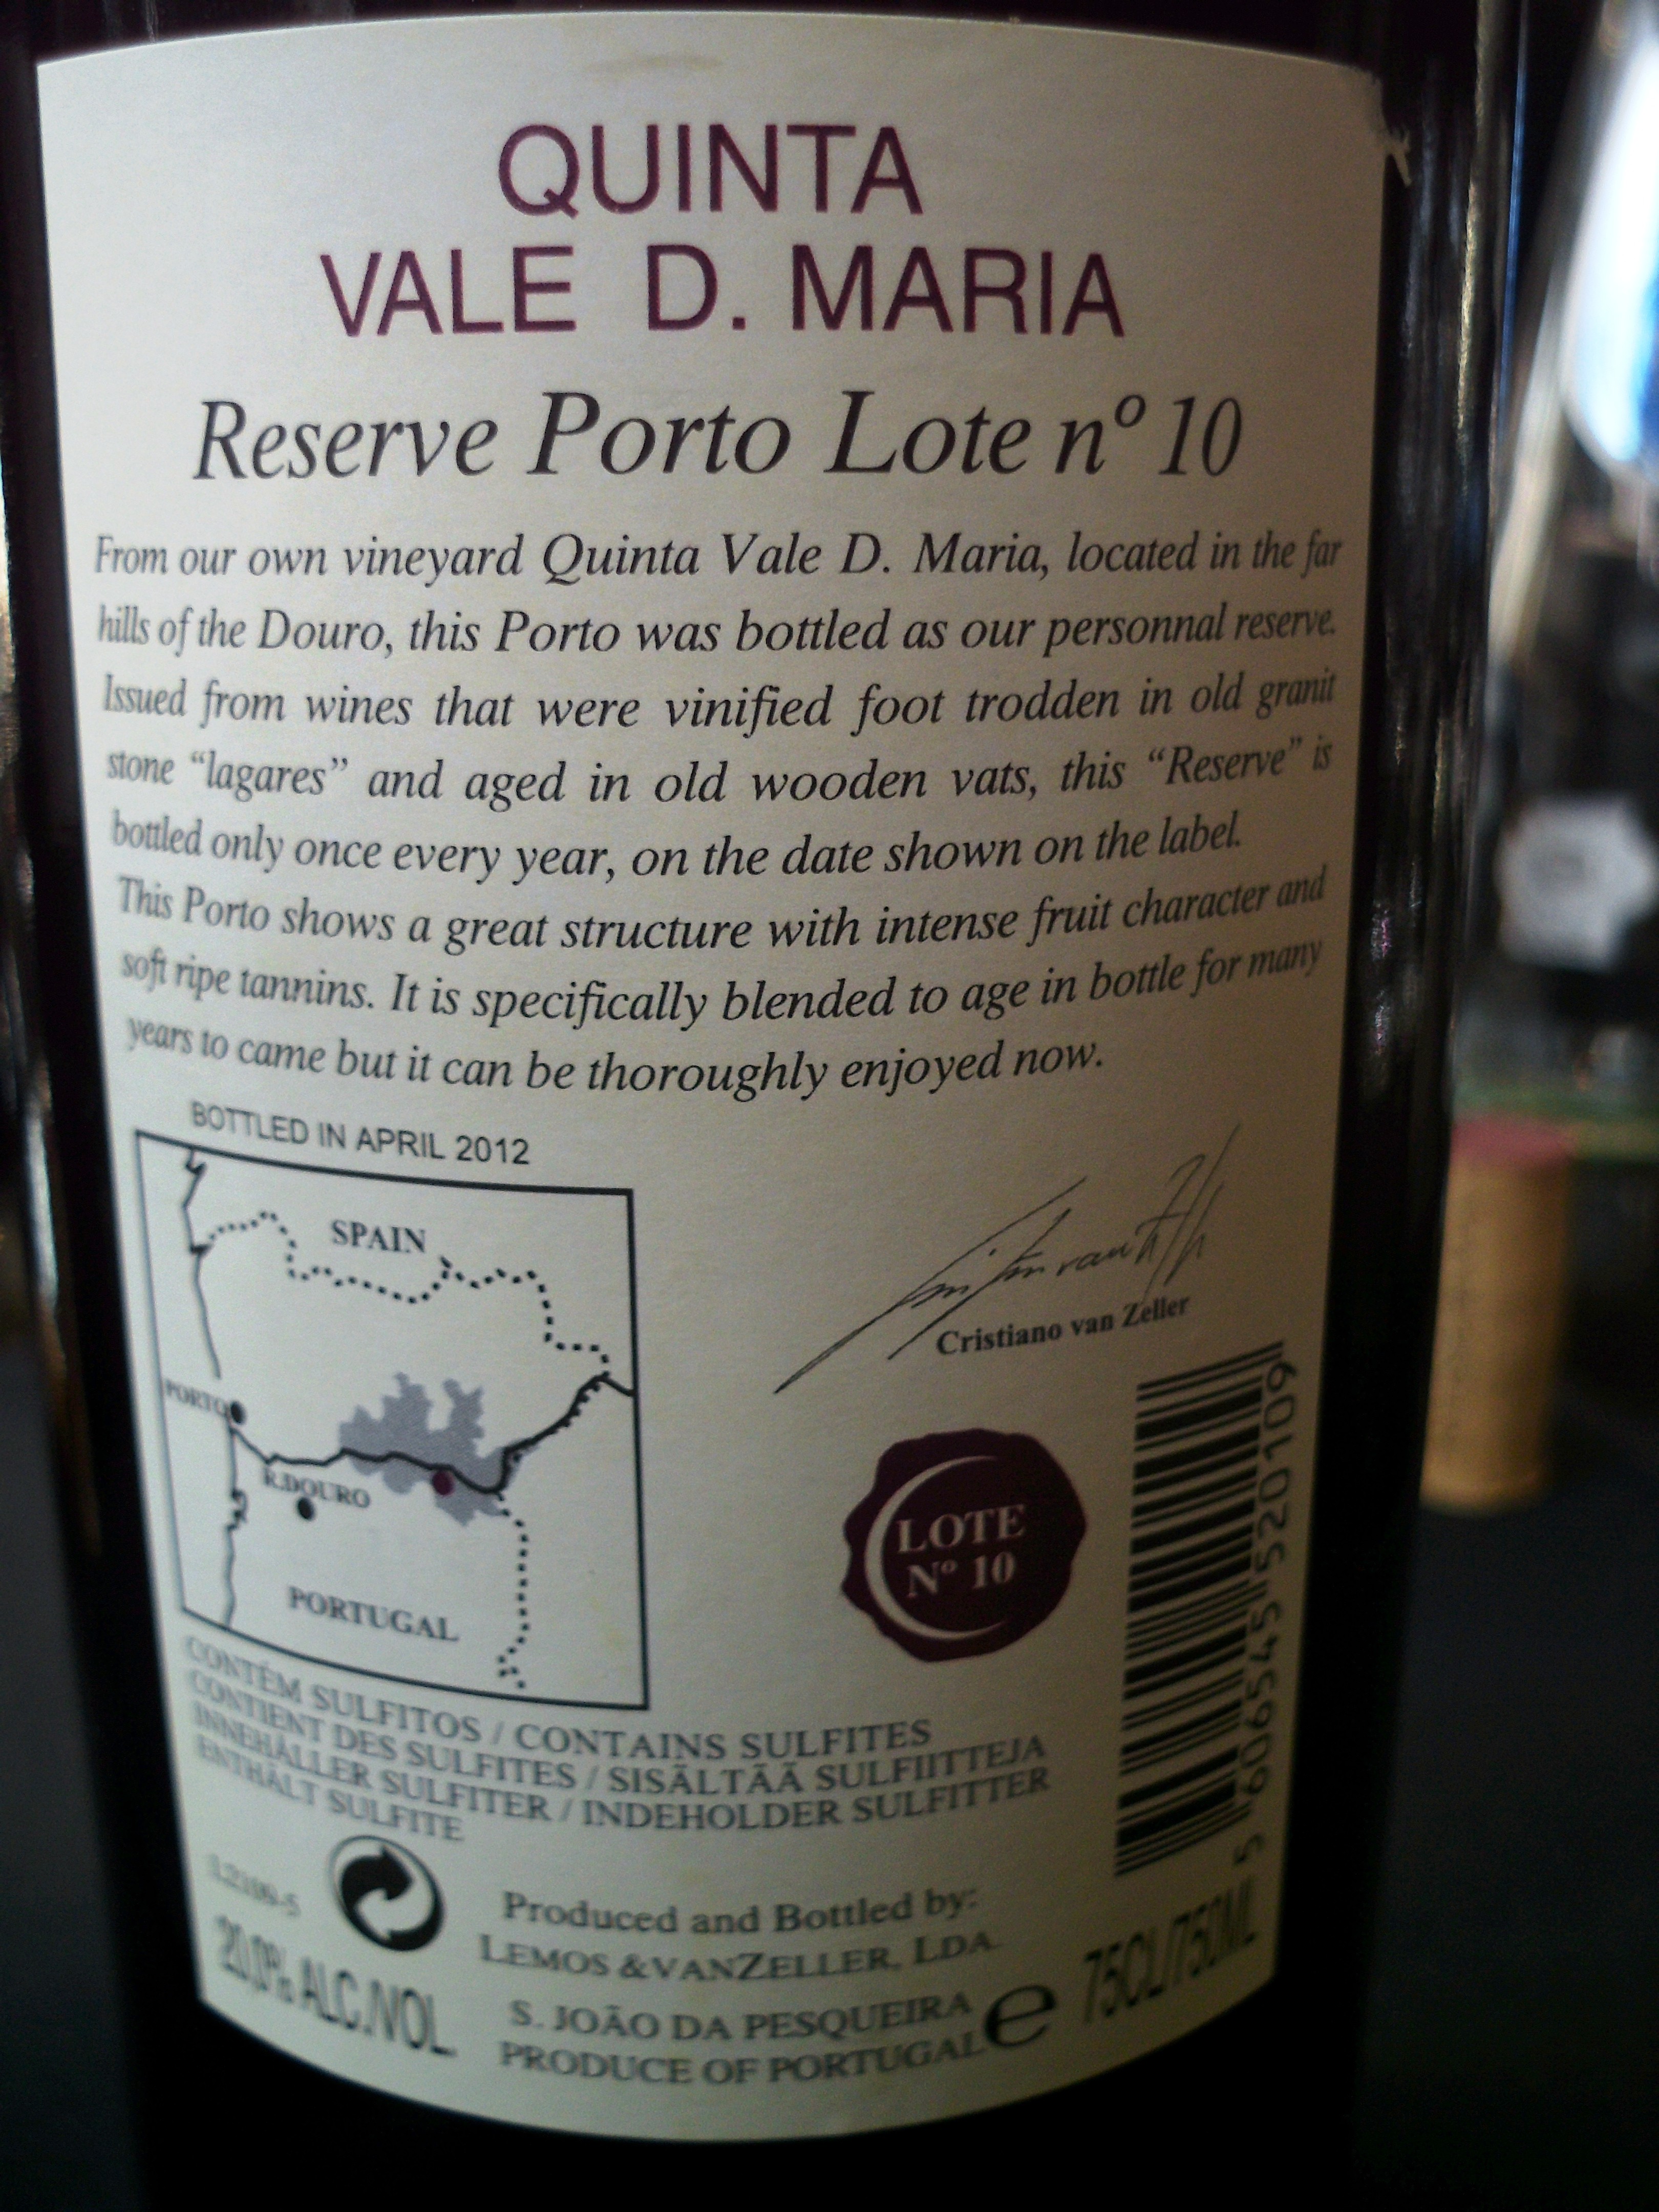 QUINTA
VALE D. MARIA
Reserve Porto Lote nº 10
From our own vineyard Quinta Vale D. Maria, located in the far
hills of the Douro, this Porto was bottled as our personnal reserve.
Issued from wines that were vinified foot trodden in old granit
stone “lagares” and aged in old wooden vats, this “Reserve” is
bottled only once every year, on the date shown on the label.
This Porto shows a great structure with intense fruit character and
soft ripe tannins. It is specifically blended to age in bottle for many
years to came but it can be thoroughly enjoyed now.
BOTTLED IN APRIL 2012
SPAIN
PORTO
R.DOURO
PORTUGAL
Cristiano van Zeller
LOTE
Nº 10
5 606545 520109
CONTÉM SULFITOS / CONTAINS SULFITES
CONTIENT DES SULFITES / SISÄLTÄÄ SULFIITTEJA
INNEHÅLLER SULFITER / INDEHOLDER SULFITTER
ENTHÄLT SULFITE
Produced and Bottled by:
LEMOS & VANZELLER, LDA
S. JOÃO DA PESQUEIRA
PRODUCE OF PORTUGAL
20,0% ALC./VOL.
e
75CL/750ML